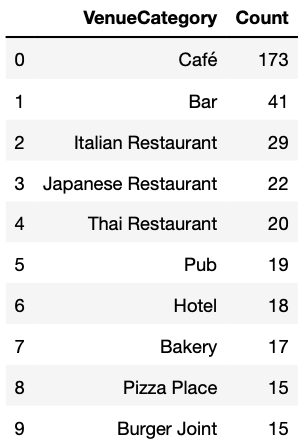 VenueCategory Count
0 Café 173
1 Bar 41
2 Italian Restaurant 29
3 Japanese Restaurant 22
4 Thai Restaurant 20
5 Pub 19
6 Hotel 18
7 Bakery 17
8 Pizza Place 15
9 Burger Joint 15